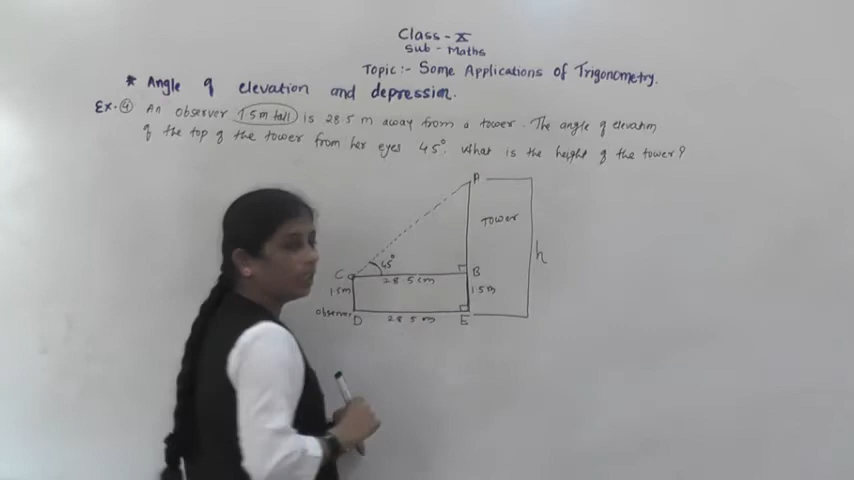 Class - X
Sub - Maths
Topic :- Some Applications of Trigonometry.
* Angle of elevation and depression.
Ex. 4 An observer 1.5m tall is 28.5 m away from a tower. The angle of elevation
of the top of the tower from her eyes 45°. What is the height of the tower?
A
Tower
h
45°
C
28.5cm
B
1.5m
1.5m
observer
D
28.5 m
E